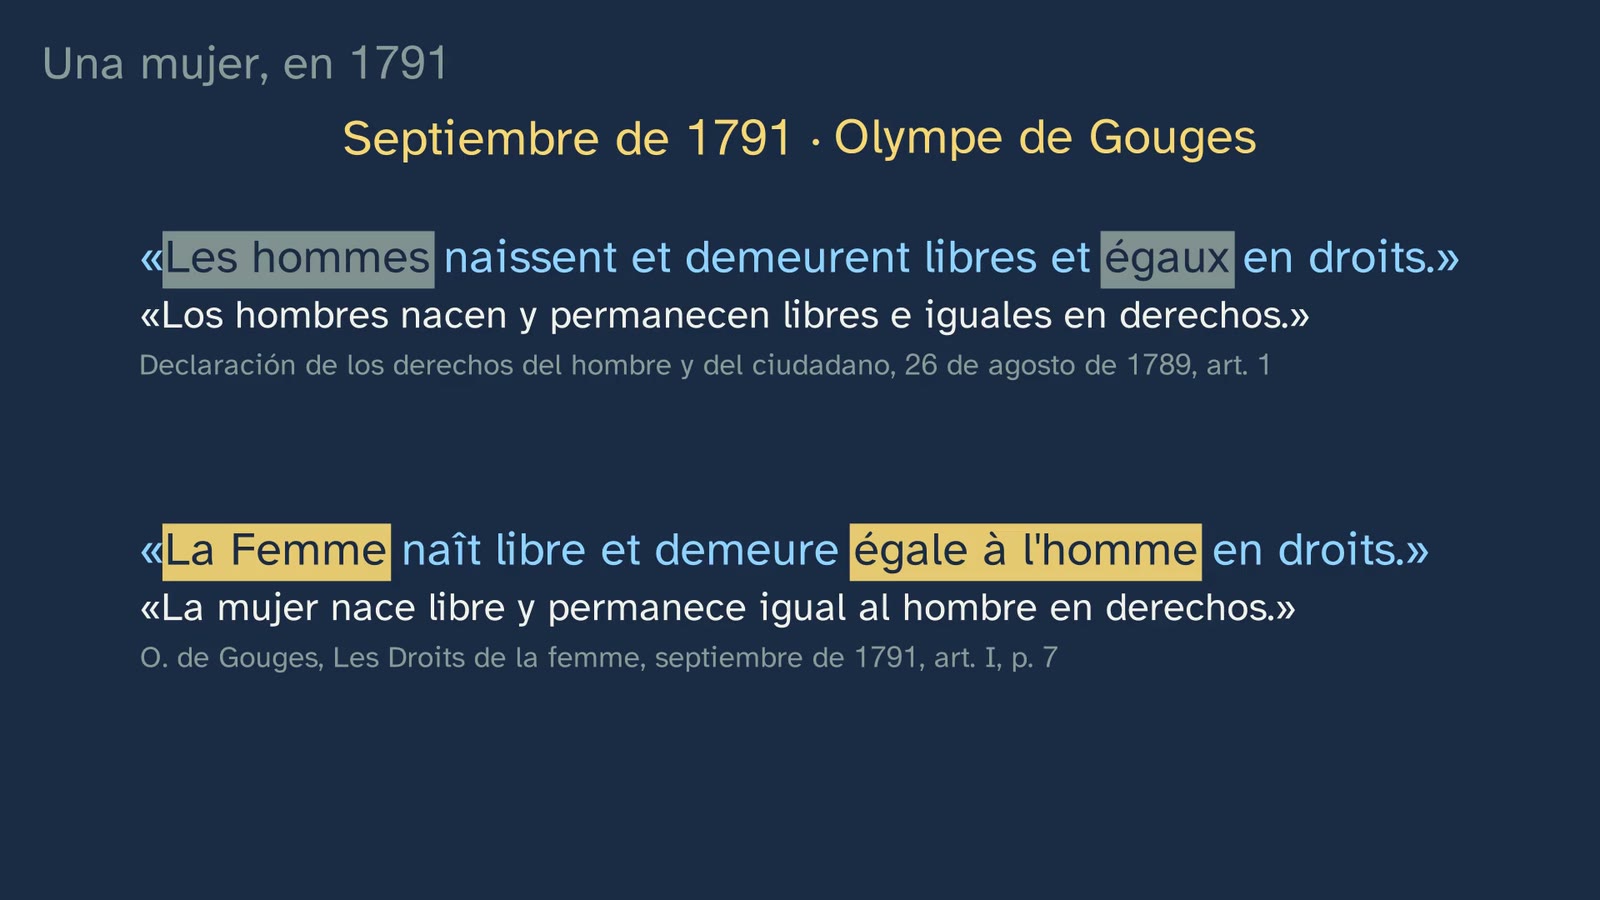 Una mujer, en 1791
Septiembre de 1791 · Olympe de Gouges
«Les hommes naissent et demeurent libres et égaux en droits.»
«Los hombres nacen y permanecen libres e iguales en derechos.»
Declaración de los derechos del hombre y del ciudadano, 26 de agosto de 1789, art. 1
«La Femme naît libre et demeure égale à l'homme en droits.»
«La mujer nace libre y permanece igual al hombre en derechos.»
O. de Gouges, Les Droits de la femme, septiembre de 1791, art. I, p. 7